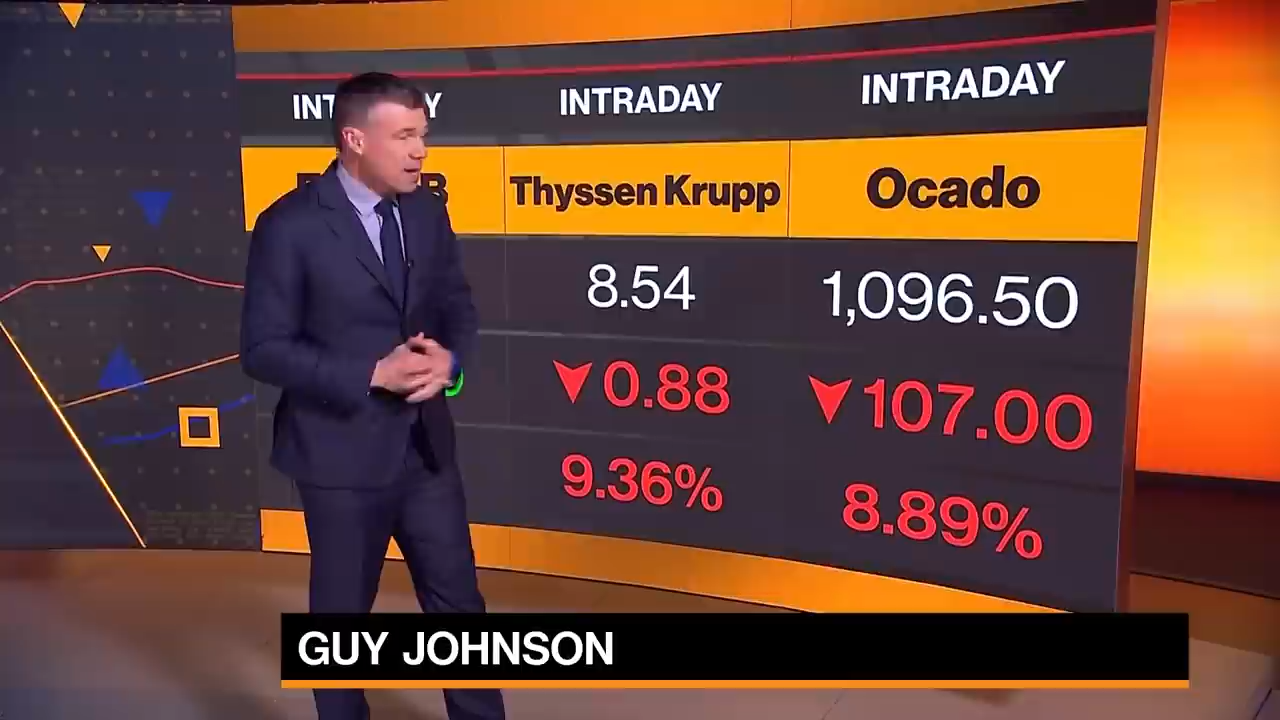 INTRADAY
INTRADAY
Thyssen Krupp
Ocado
8.54
1,096.50
▼0.88
▼107.00
9.36%
8.89%
GUY JOHNSON